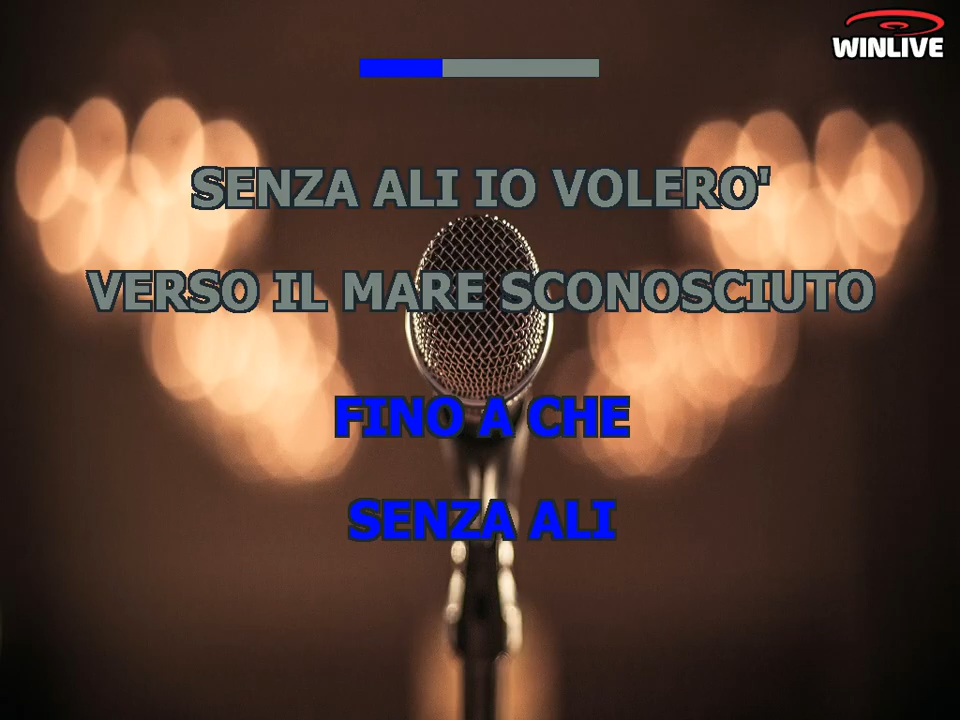 WINLIVE
SENZA ALI IO VOLERO'
VERSO IL MARE SCONOSCIUTO
FINO A CHE
SENZA ALI